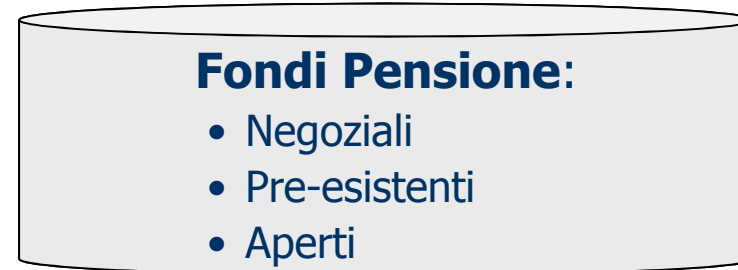 Fondi Pensione:
• Negoziali
• Pre-esistenti
• Aperti